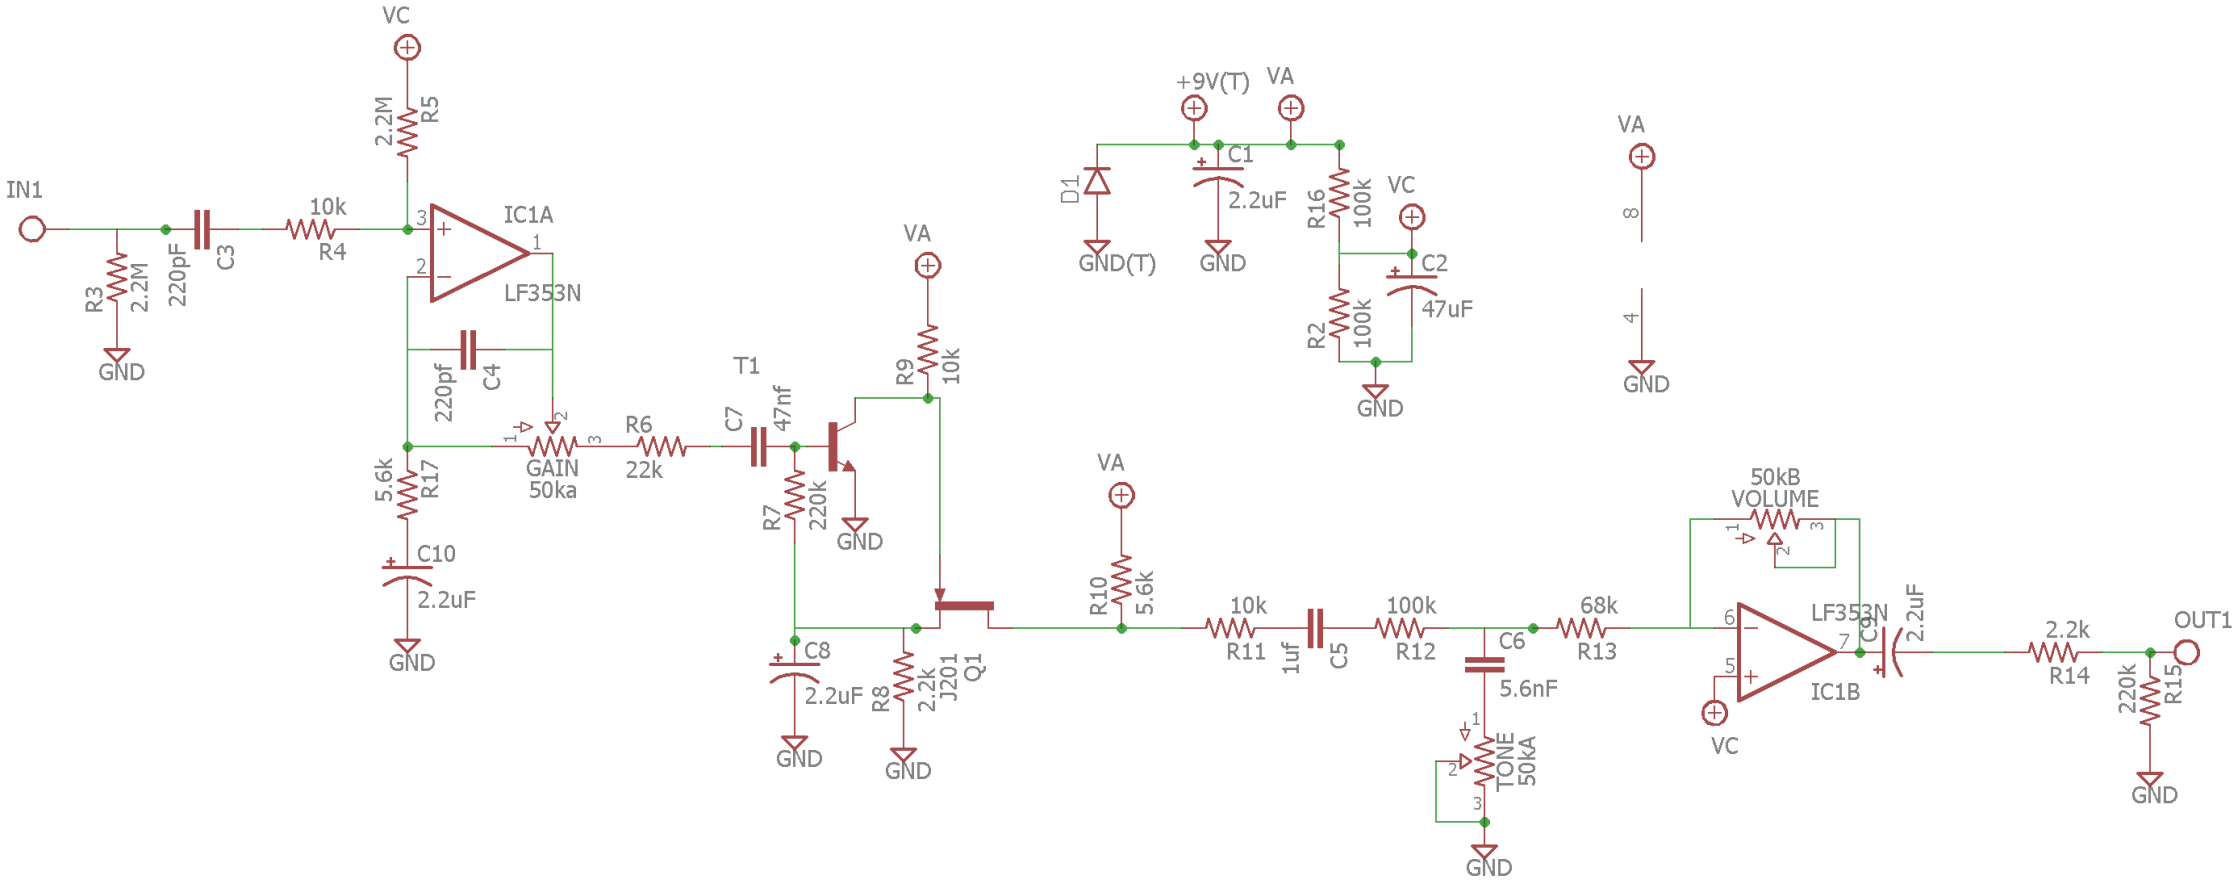 VC
2.2M
R5
IN1
R3
2.2M
GND
220pF
C3
10k
R4
3
2
1
IC1A
LF353N
220pf
C4
1
2
3
GAIN
50ka
5.6k
R17
C10
2.2uF
GND
R6
22k
T1
C7
47nf
R7
220k
VA
R9
10k
GND
C8
2.2uF
GND
R8
2.2k
GND
J201
Q1
+9V(T)
VA
D1
GND(T)
C1
2.2uF
GND
R16
100k
VC
R2
100k
C2
47uF
GND
VA
8
4
GND
VA
R10
5.6k
10k
R11
1uf
C5
100k
R12
C6
5.6nF
1
2
3
TONE
50kA
GND
68k
R13
50kB
VOLUME
1
2
3
6
5
7
VC
LF353N
IC1B
C9
2.2uF
2.2k
R14
OUT1
220k
R15
GND